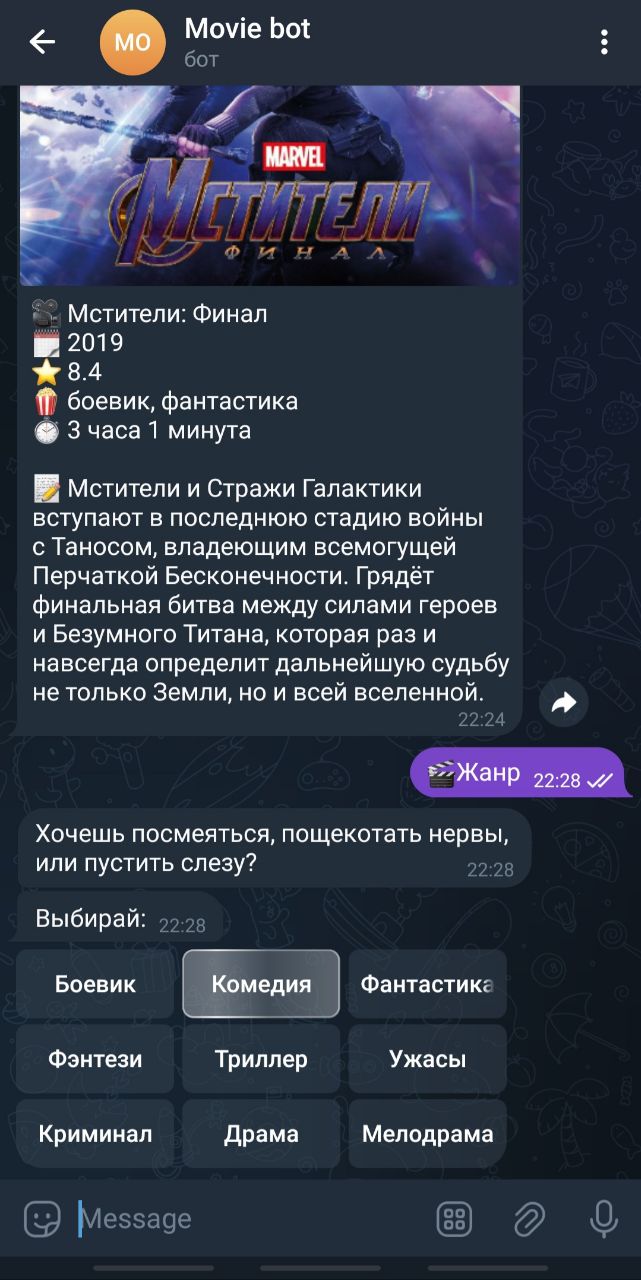 МО
Movie bot
бот
MARVEL
МСТИТЕЛИ
ФИНАЛ
Мстители: Финал
2019
8.4
боевик, фантастика
3 часа 1 минута
Мстители и Стражи Галактики
вступают в последнюю стадию войны
с Таносом, владеющим всемогущей
Перчаткой Бесконечности. Грядёт
финальная битва между силами героев
и Безумного Титана, которая раз и
навсегда определит дальнейшую судьбу
не только Земли, но и всей вселенной.
22:24
Жанр 22:28
Хочешь посмеяться, пощекотать нервы,
или пустить слезу?
22:28
Выбирай: 22:28
Боевик Комедия Фантастика
Фэнтези Триллер Ужасы
Криминал Драма Мелодрама
Message